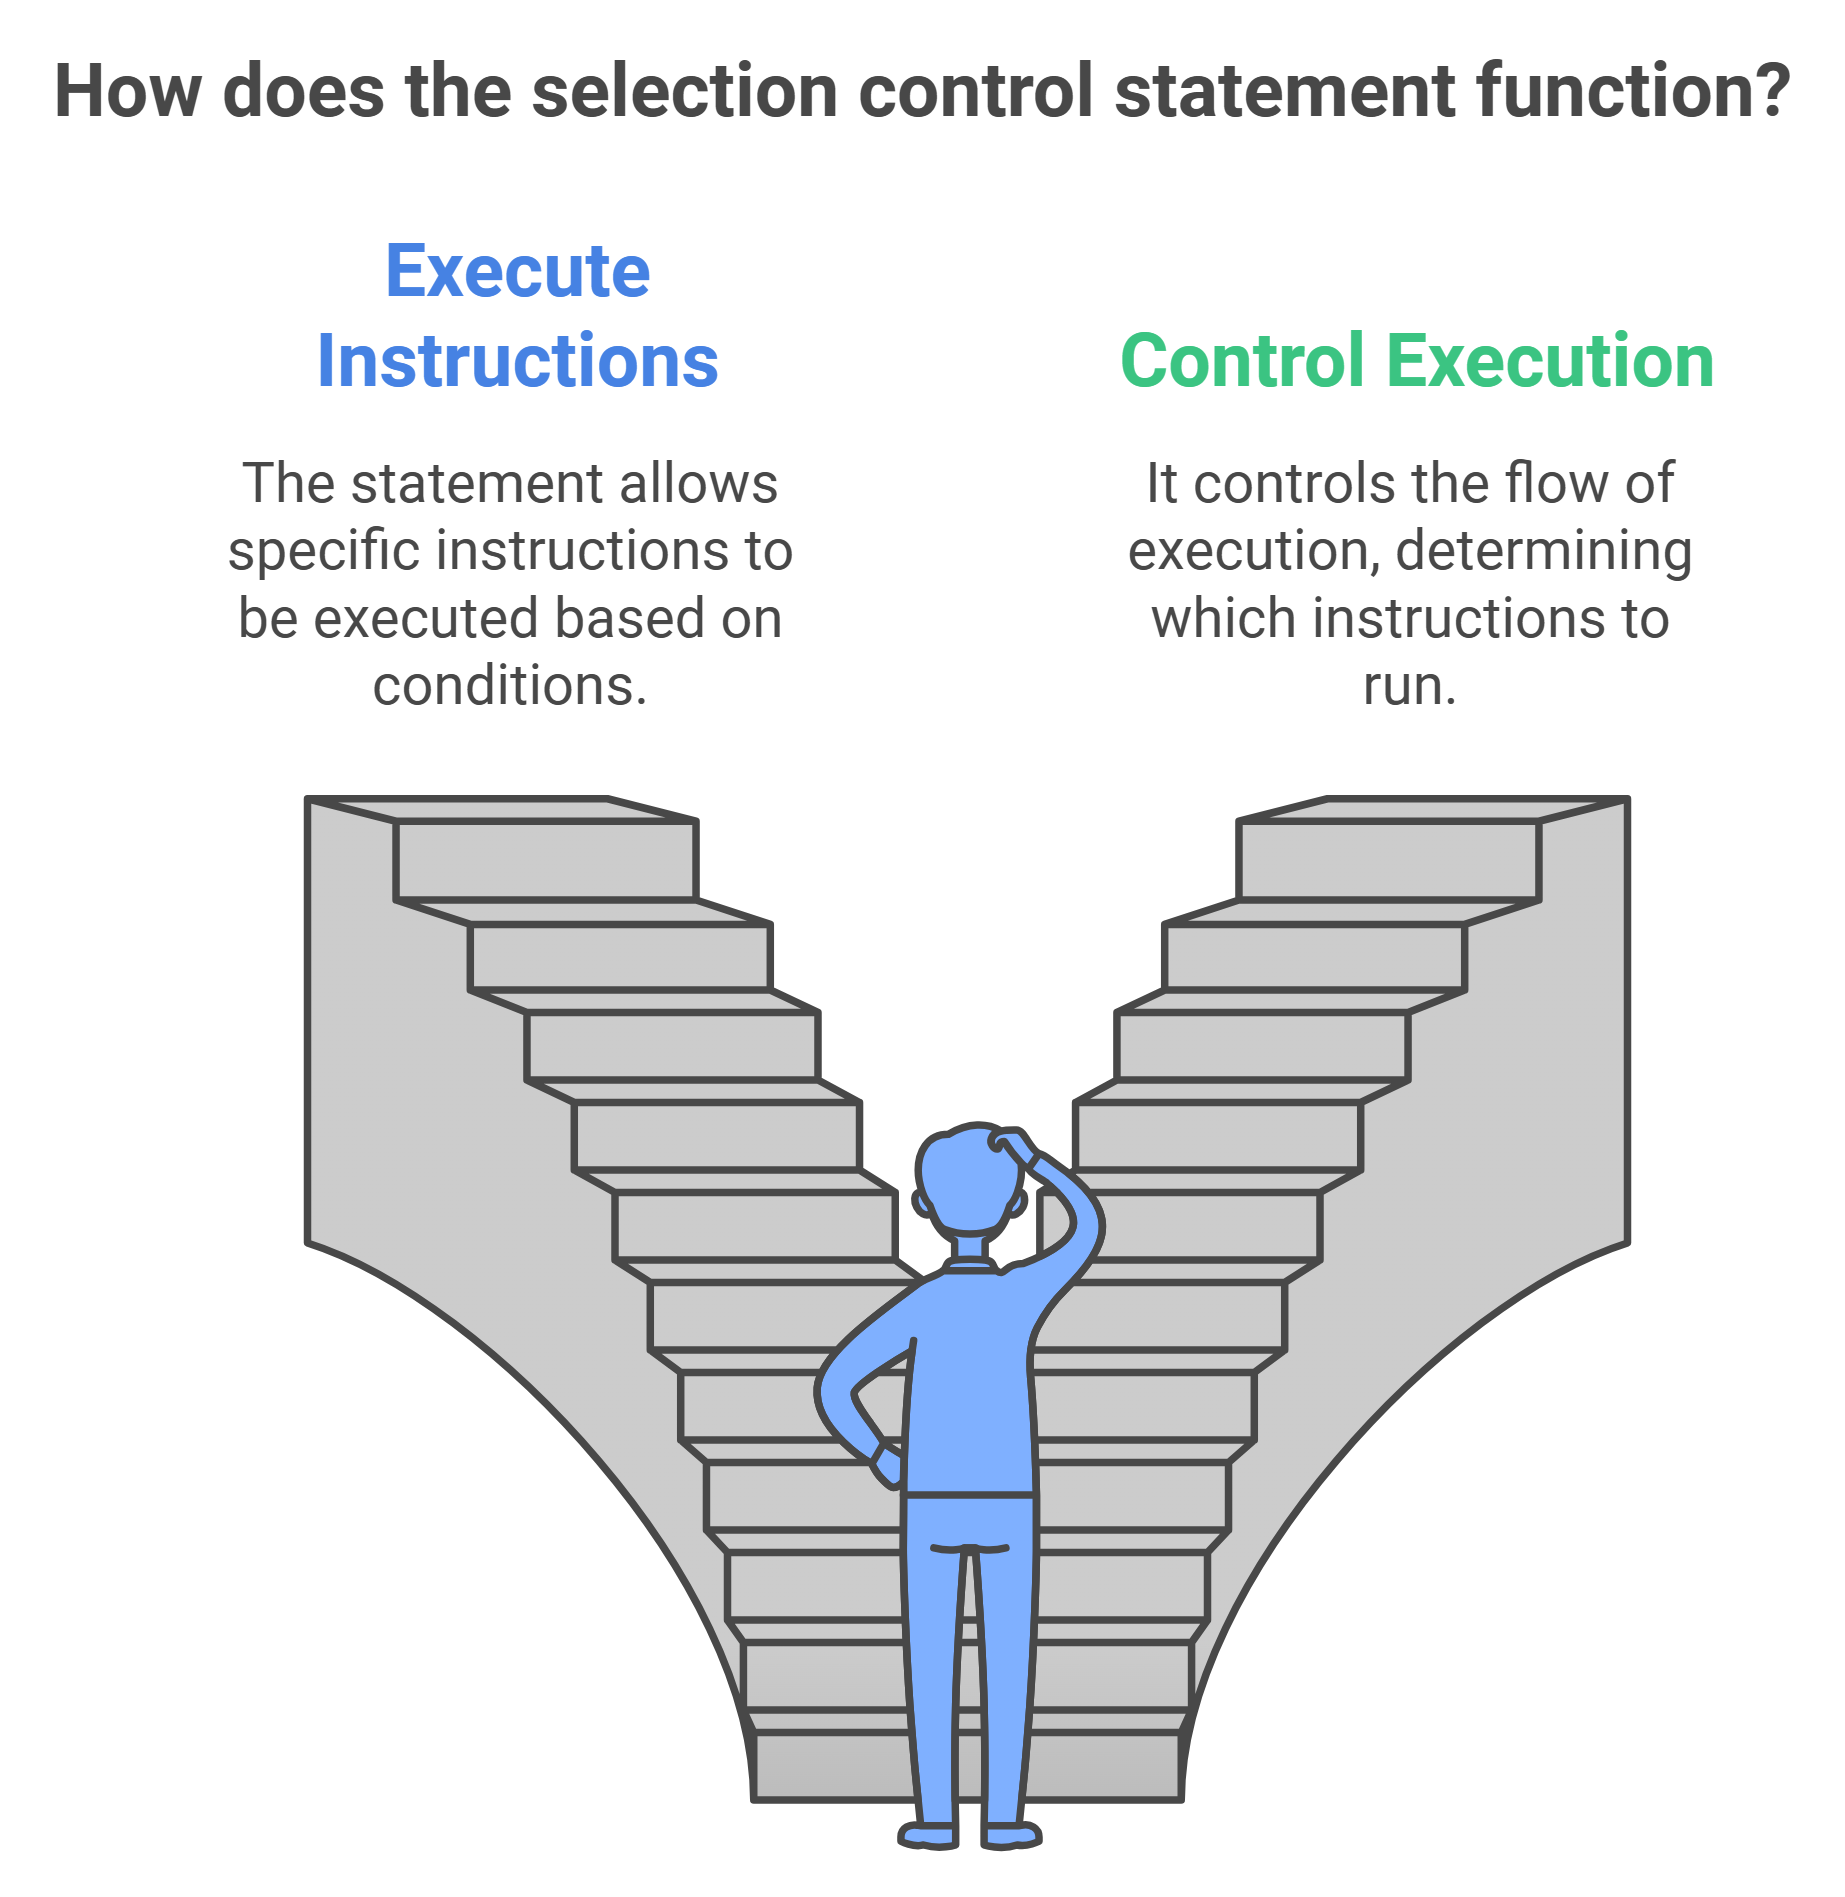 How does the selection control statement function?
Execute
Instructions
The statement allows
specific instructions to
be executed based on
conditions.
Control Execution
It controls the flow of
execution, determining
which instructions to
run.